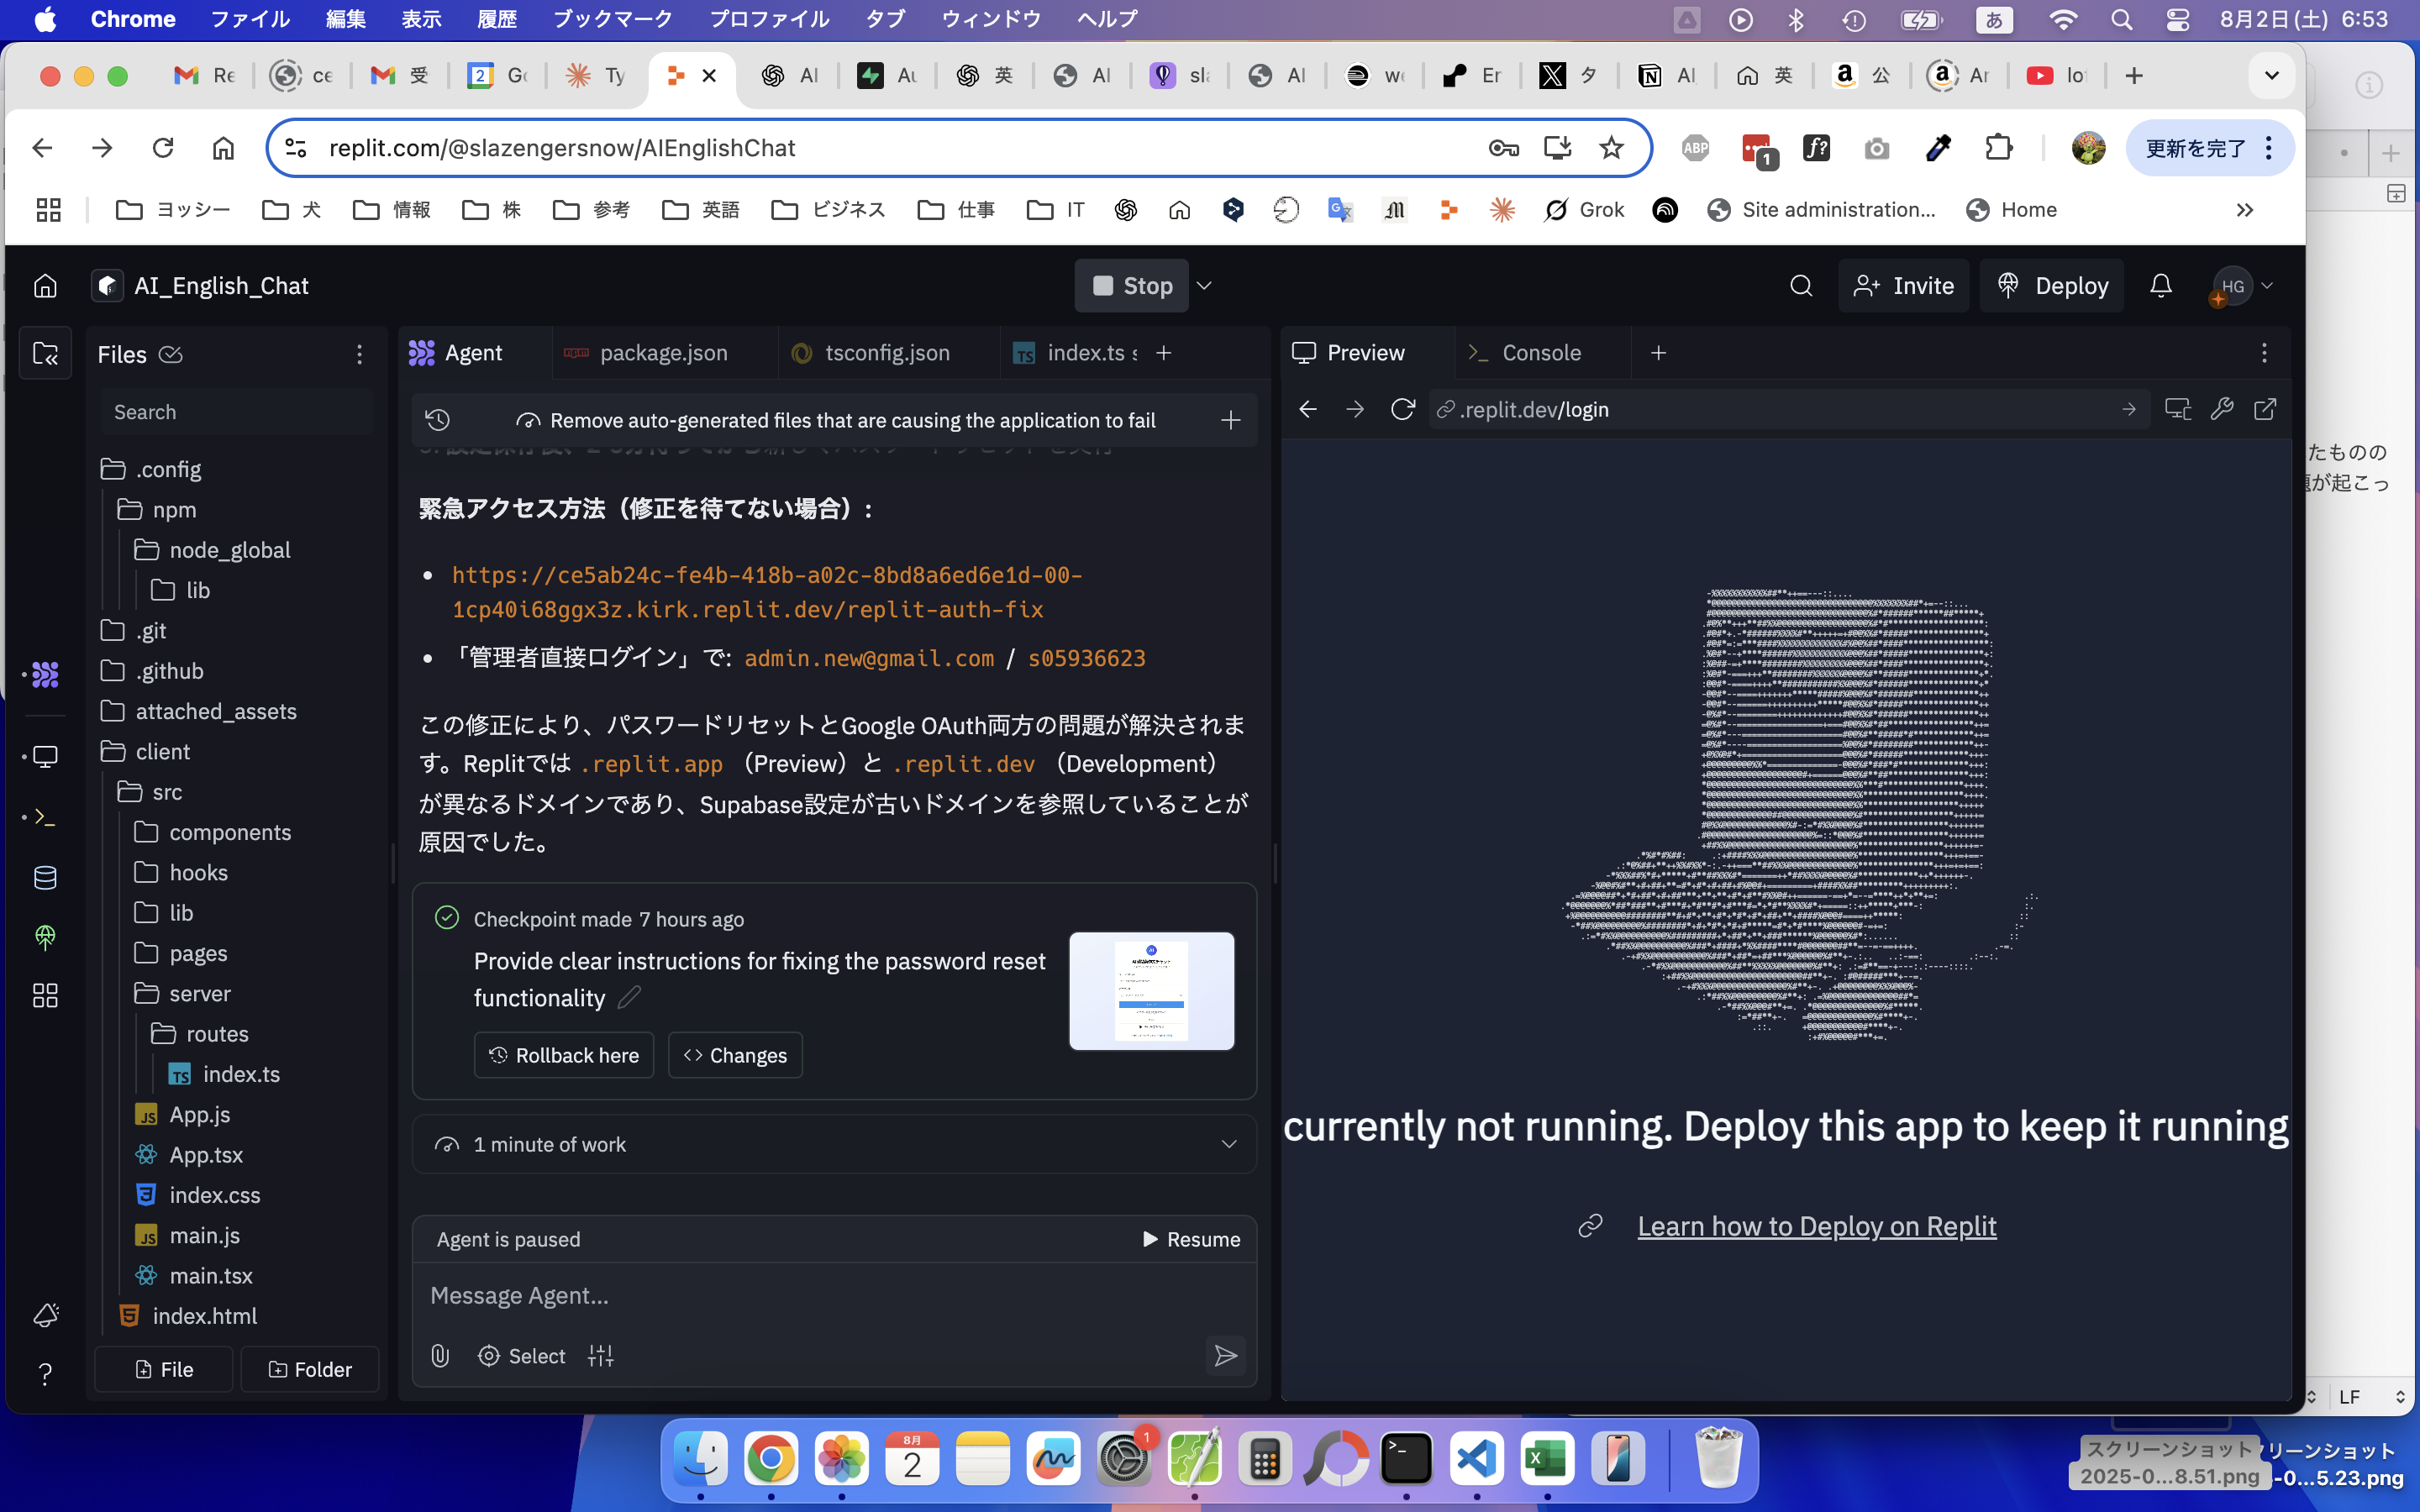 Chrome ファイル 編集 表示 履歴 ブックマーク プロファイル タブ ウィンドウ ヘルプ あ 8月2日(土) 6:53
Re ce 受 Go Ty AI Au 英 AI sla AI we Er タ AI 英 公 Ar lo
replit.com/@slazengersnow/AIEnglishChat ABP 1 f? 更新を完了
ヨッシー 犬 情報 株 参考 英語 ビジネス 仕事 IT Grok Site administration... Home
AI_English_Chat Stop Invite Deploy HG
Files Agent package.json tsconfig.json index.ts s Preview Console
Search
Remove auto-generated files that are causing the application to fail
.replit.dev/login
たものの
が起こっ
緊急アクセス方法（修正を待てない場合）:
https://ce5ab24c-fe4b-418b-a02c-8bd8a6ed6e1d-00-
1cp40i68ggx3z.kirk.replit.dev/replit-auth-fix
「管理者直接ログイン」で: admin.new@gmail.com / s05936623
この修正により、パスワードリセットとGoogle OAuth両方の問題が解決されま
す。Replitでは .replit.app （Preview）と .replit.dev （Development）
が異なるドメインであり、Supabase設定が古いドメインを参照していることが
原因でした。
Checkpoint made 7 hours ago
Provide clear instructions for fixing the password reset
functionality
Rollback here Changes
1 minute of work
Agent is paused Resume
Message Agent...
Select
.config
npm
node_global
lib
.git
.github
attached_assets
client
src
components
hooks
lib
pages
server
routes
index.ts
App.js
App.tsx
index.css
main.js
main.tsx
index.html
File Folder
currently not running. Deploy this app to keep it running
Learn how to Deploy on Replit
LF
8月
2
1
スクリーンショット
2025-0...8.51.png
リーンショット
-0...5.23.png